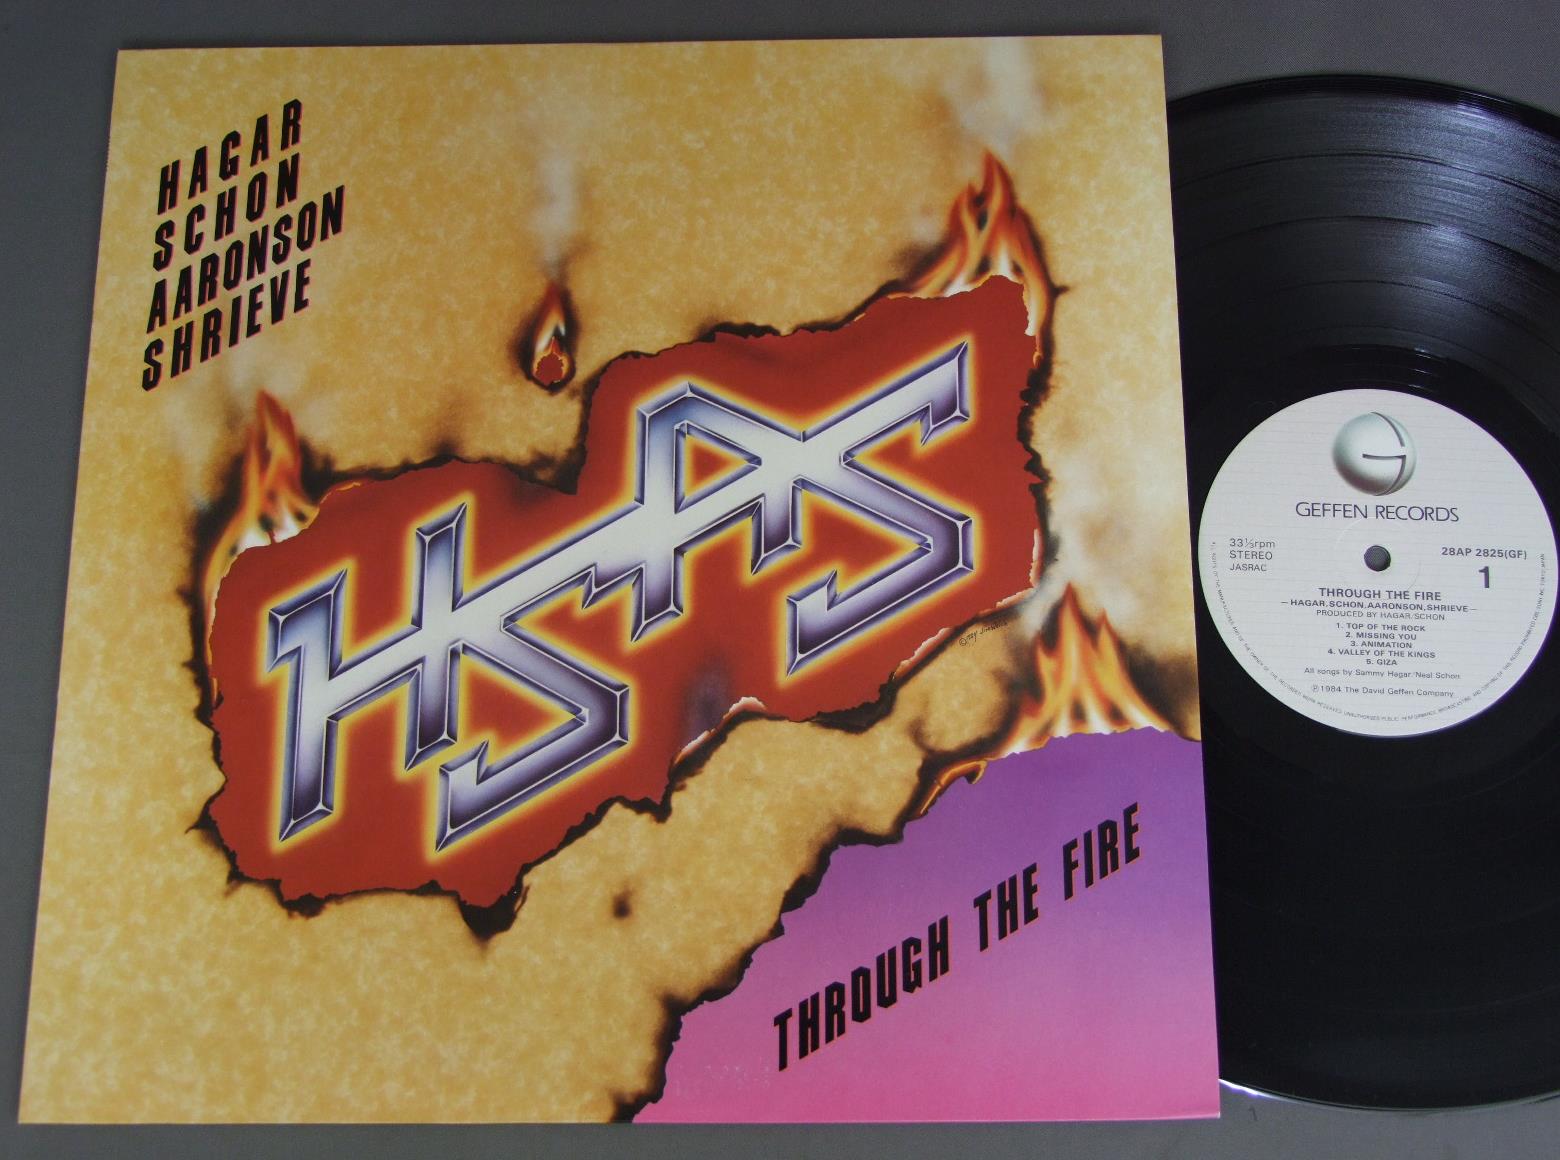 HAGAR
SCHON
AARONSON
SHRIEVE
HSAS
THROUGH THE FIRE
GEFFEN RECORDS
33⅓rpm
STEREO
JASRAC
28AP 2825(GF)
1
THROUGH THE FIRE
—HAGAR, SCHON, AARONSON, SHRIEVE—
PRODUCED BY HAGAR/SCHON
1. TOP OF THE ROCK
2. MISSING YOU
3. ANIMATION
4. VALLEY OF THE KINGS
5. GIZA
All songs by Sammy Hagar/Neal Schon
℗1984 The David Geffen Company